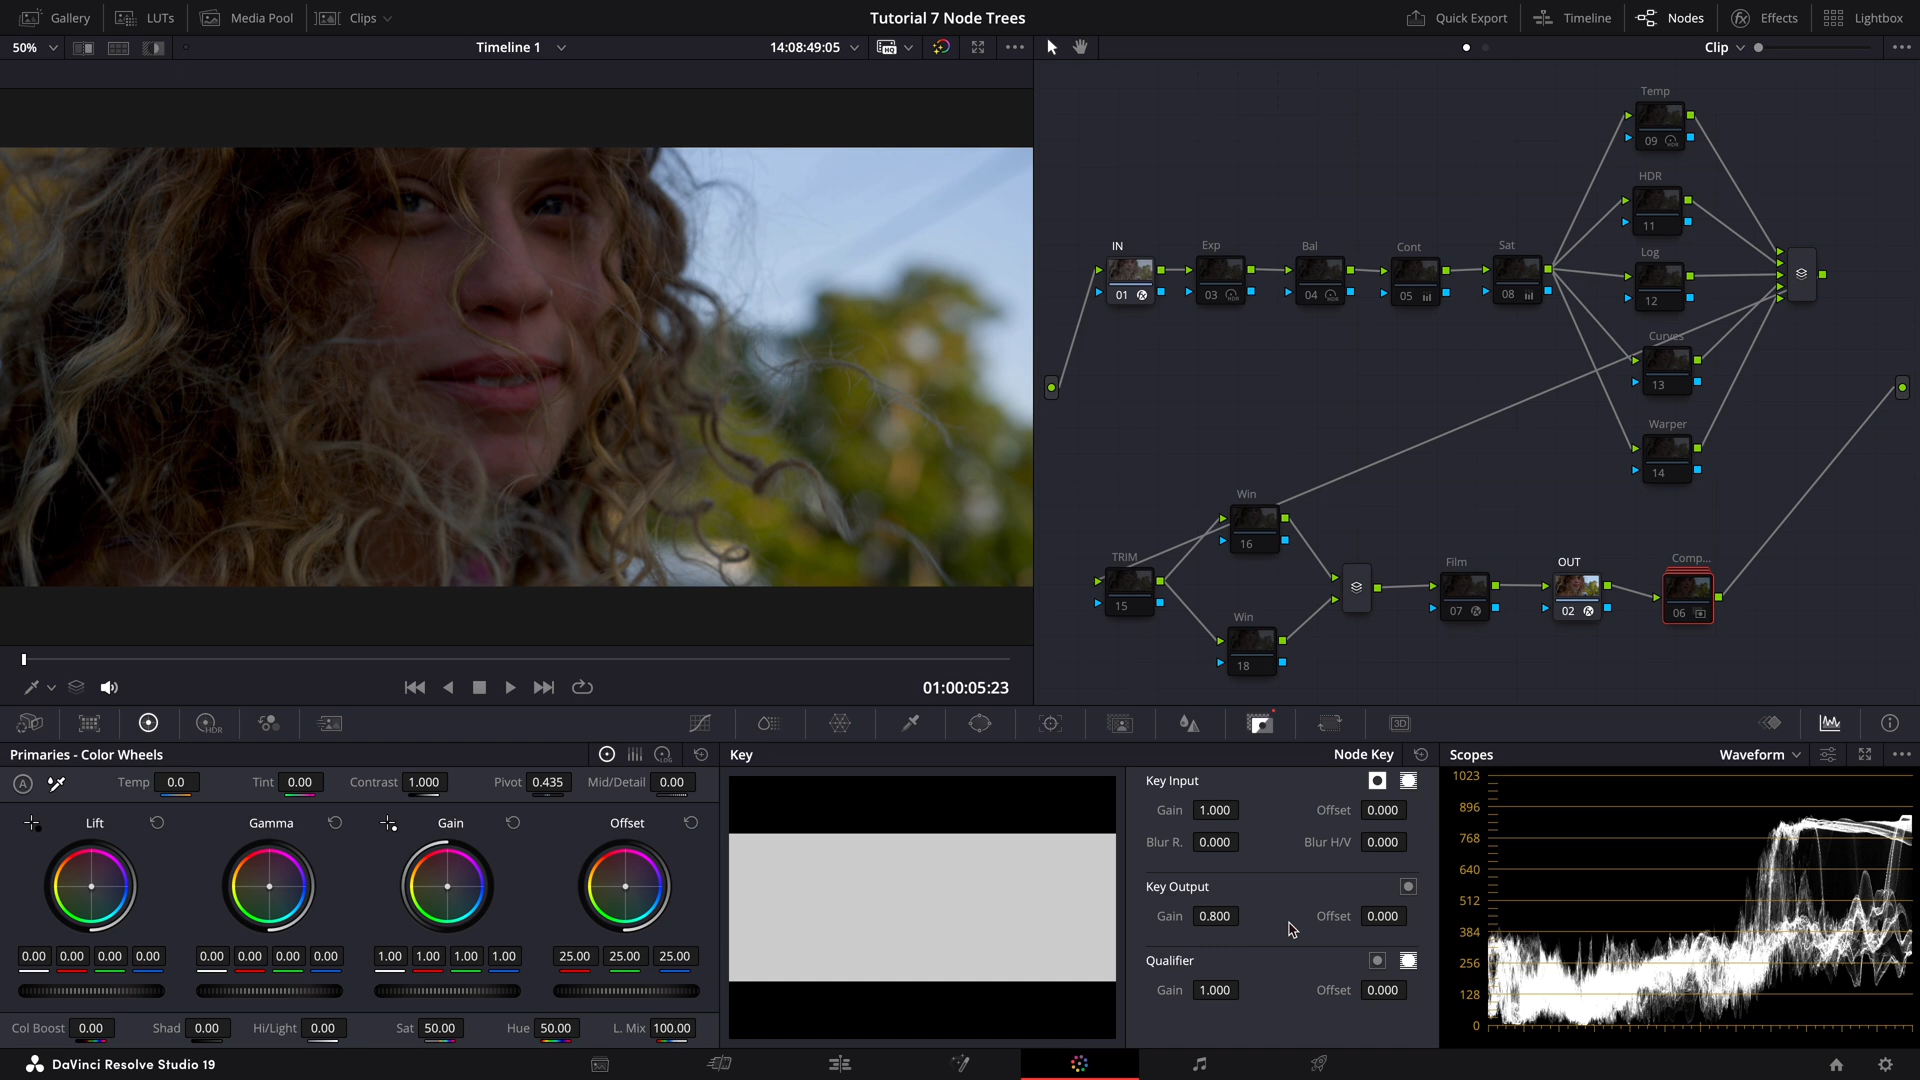 Gallery LUTs Media Pool Clips Tutorial 7 Node Trees Quick Export Timeline Nodes Effects Lightbox
50% Timeline 1 14:08:49:05 HQ Clip
Temp
09 HDR
HDR
11
IN Exp Bal Cont Sat
01 03 HDR 04 HDR 05 08
Log
12
Curves
13
Warper
14
Win
16
TRIM
15
Win
18
Film
07
OUT
02
Comp...
06
01:00:05:23
HDR 3D
Primaries - Color Wheels LOG
A Temp 0.0 Tint 0.00 Contrast 1.000 Pivot 0.435 Mid/Detail 0.00
Lift Gamma Gain Offset
0.00 0.00 0.00 0.00 0.00 0.00 0.00 0.00 1.00 1.00 1.00 1.00 25.00 25.00 25.00
Col Boost 0.00 Shad 0.00 Hi/Light 0.00 Sat 50.00 Hue 50.00 L. Mix 100.00
Key Node Key
Key Input
Gain 1.000 Offset 0.000
Blur R. 0.000 Blur H/V 0.000
Key Output
Gain 0.800 Offset 0.000
Qualifier
Gain 1.000 Offset 0.000
Scopes Waveform
1023
896
768
640
512
384
256
128
0
DaVinci Resolve Studio 19